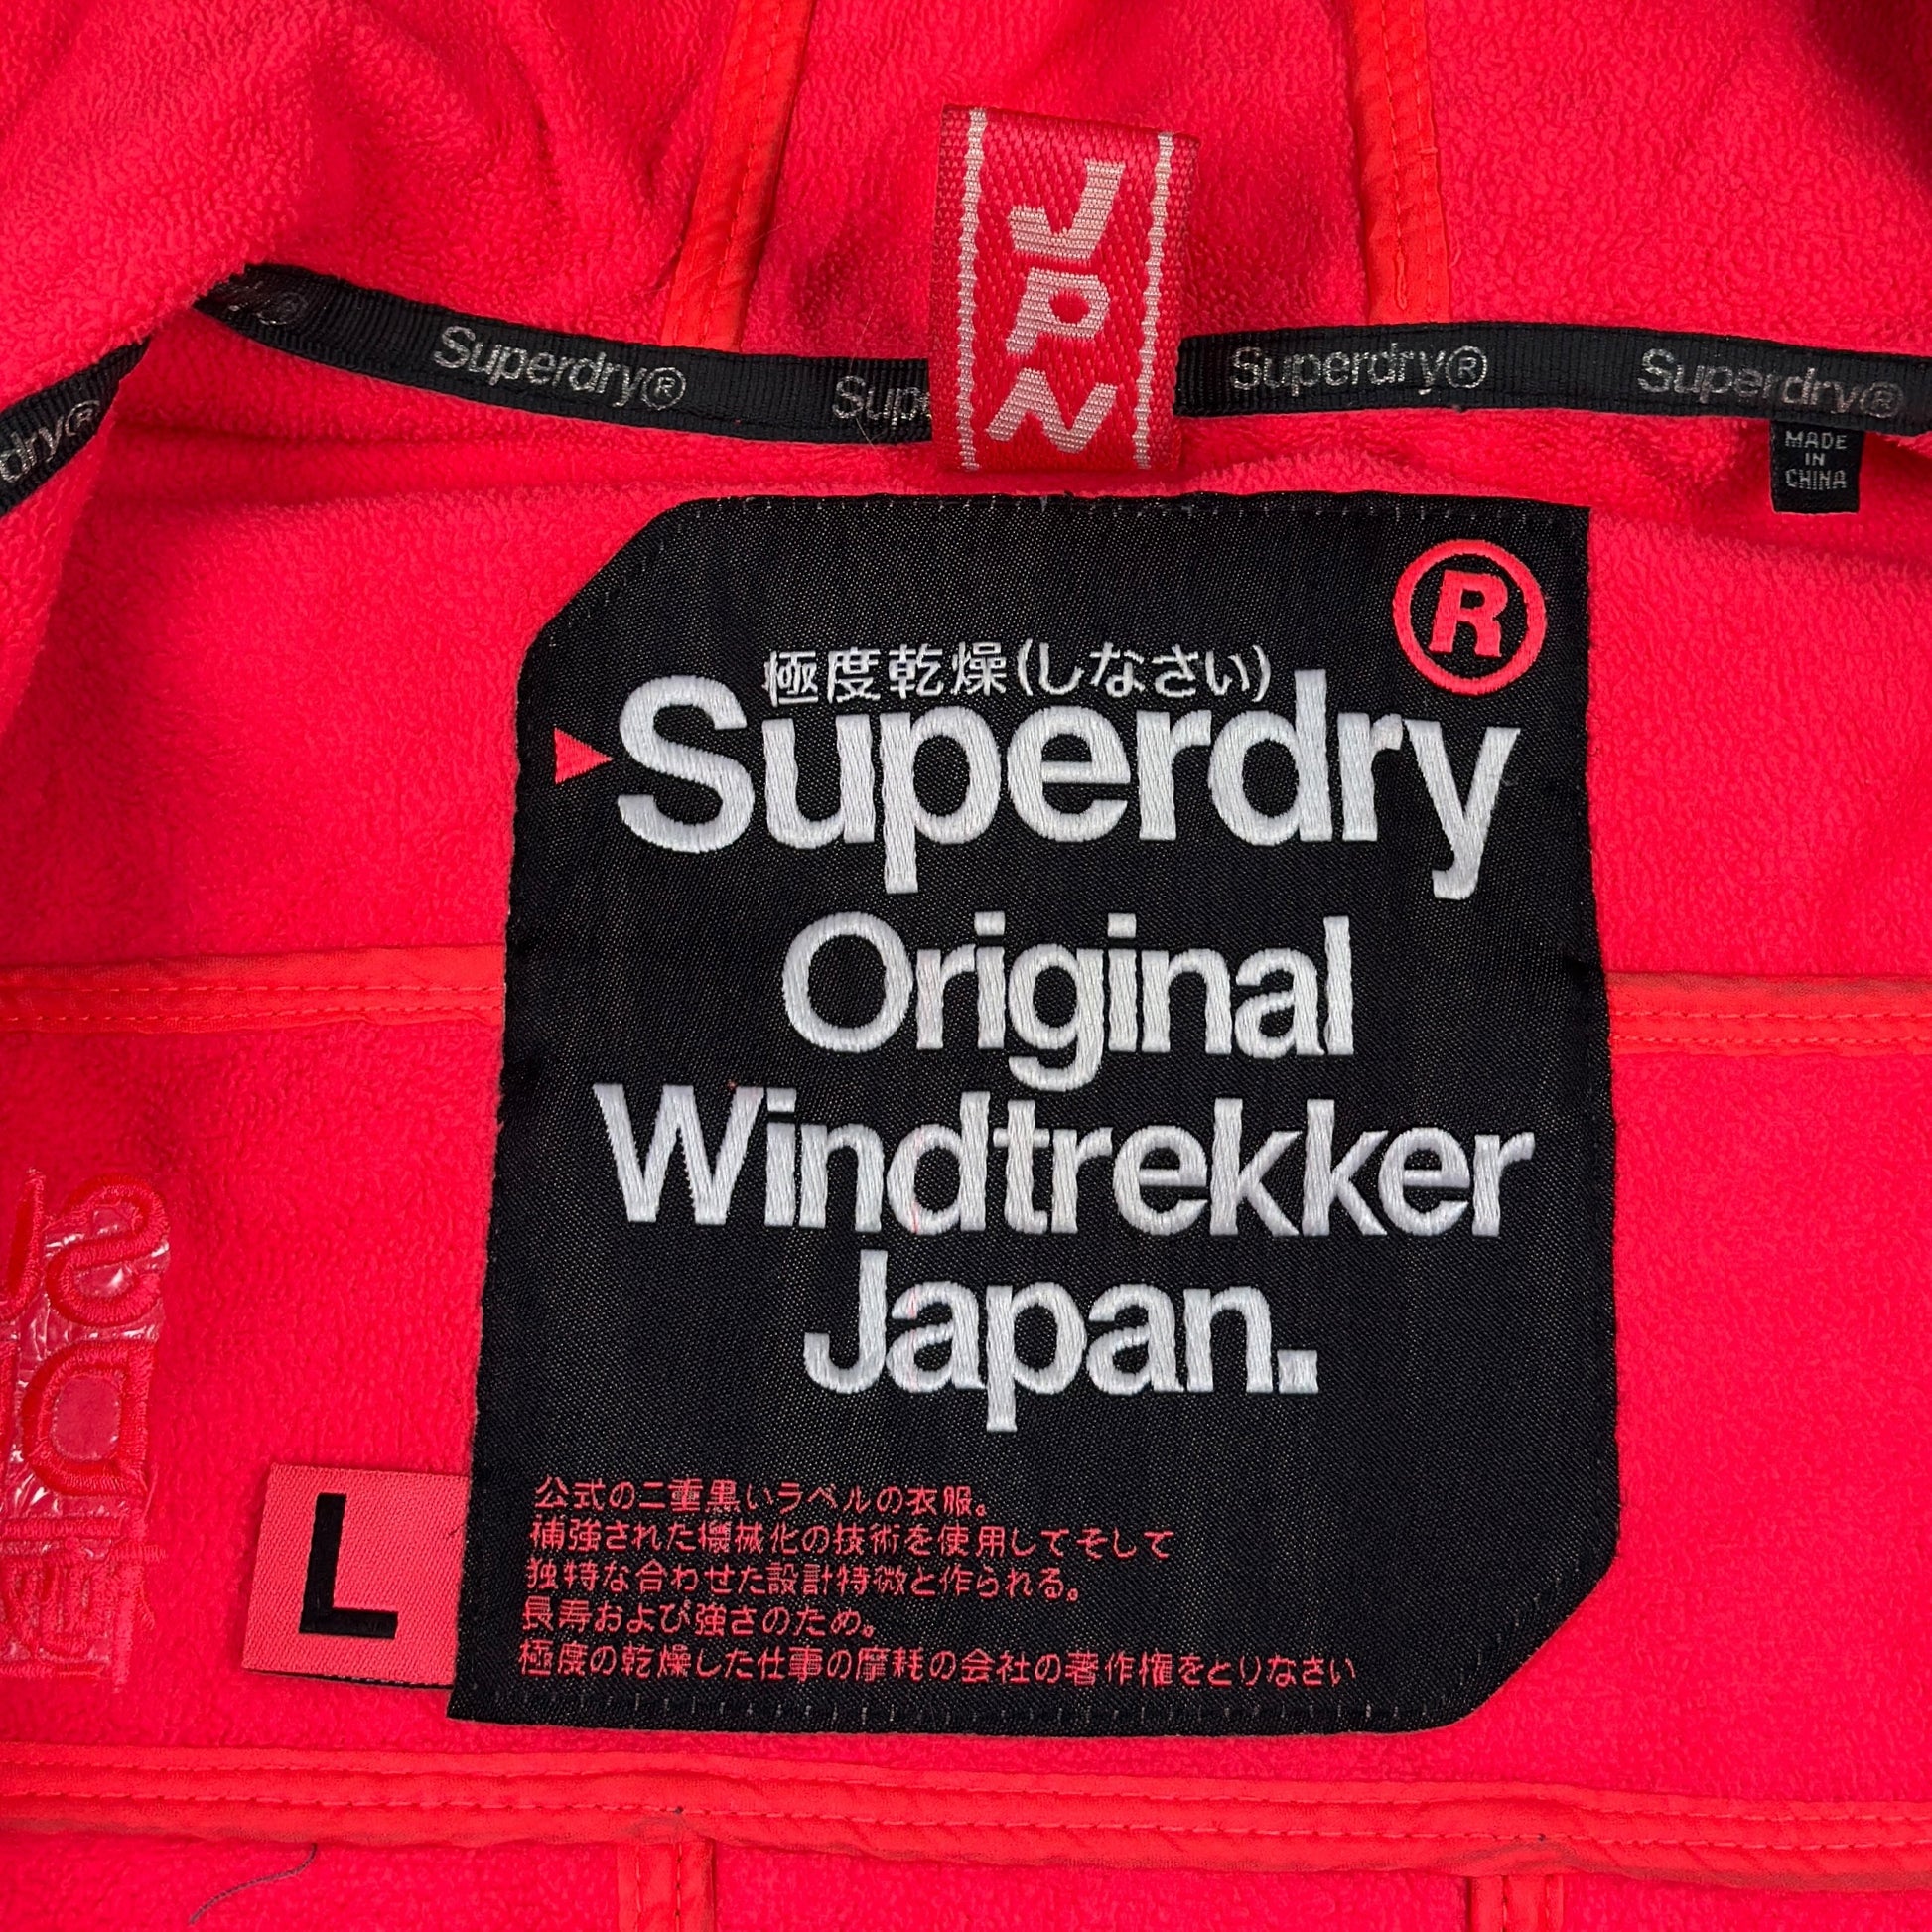 JPN
Superdry®
Sup
Superdry®
Superdry®
dry®
MADE
IN
CHINA
®
極度乾燥(しなさい)
Superdry
Original
Windtrekker
Japan.
L
公式の二重黒いラベルの衣服。
補強された機械化の技術を使用してそして
独特な合わせた設計特徴と作られる。
長寿および強さのため。
極度の乾燥した仕事の摩耗の会社の著作権をとりなさい